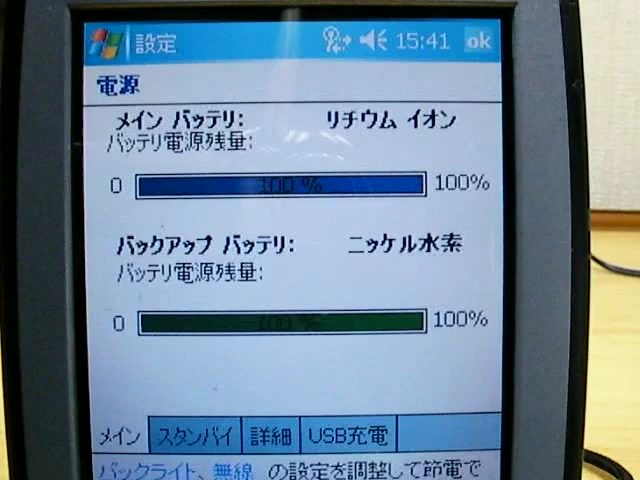 設定 15:41 ok
電源
メイン バッテリ: リチウム イオン
バッテリ電源残量:
0 100 % 100%
バックアップ バッテリ: ニッケル水素
バッテリ電源残量:
0 100 % 100%
メイン スタンバイ 詳細 USB充電
バックライト、無線 の設定を調整して節電で